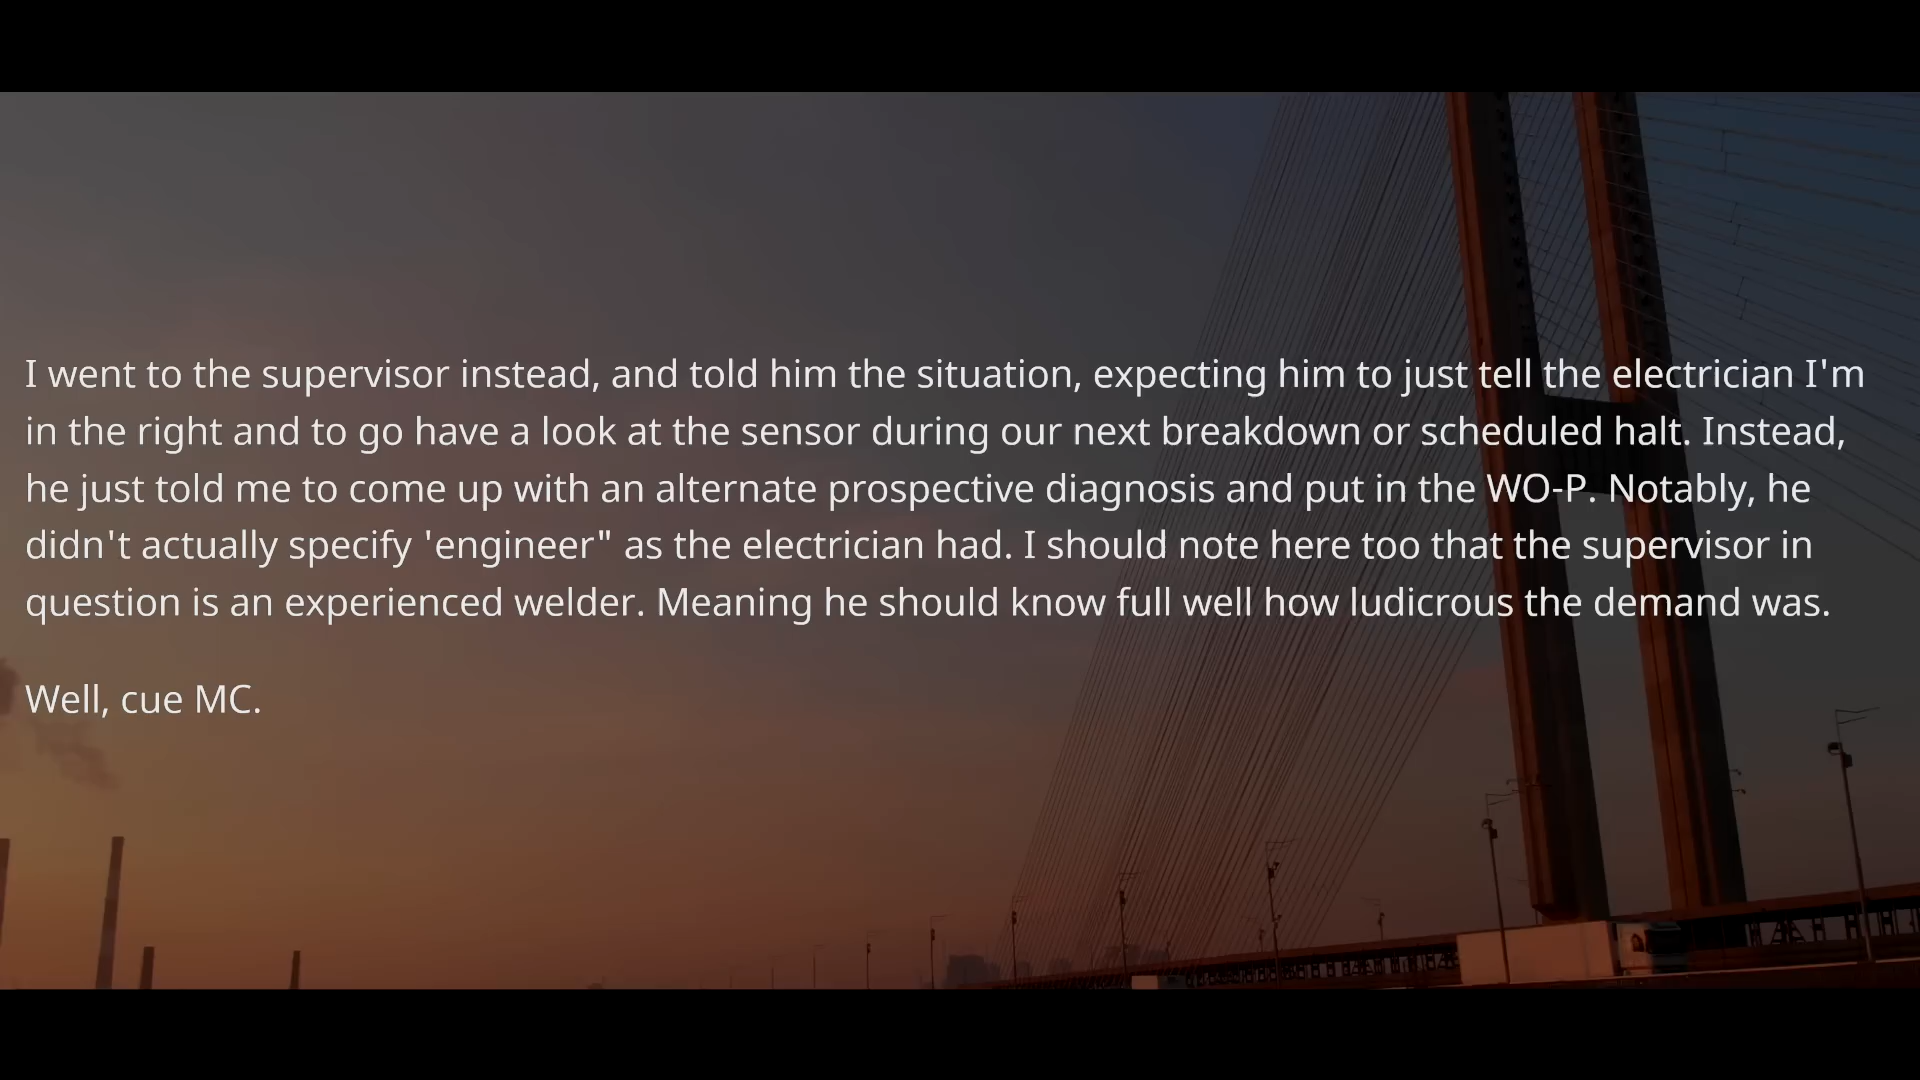 I went to the supervisor instead, and told him the situation, expecting him to just tell the electrician I'm
in the right and to go have a look at the sensor during our next breakdown or scheduled halt. Instead,
he just told me to come up with an alternate prospective diagnosis and put in the WO-P. Notably, he
didn't actually specify 'engineer" as the electrician had. I should note here too that the supervisor in
question is an experienced welder. Meaning he should know full well how ludicrous the demand was.
Well, cue MC.